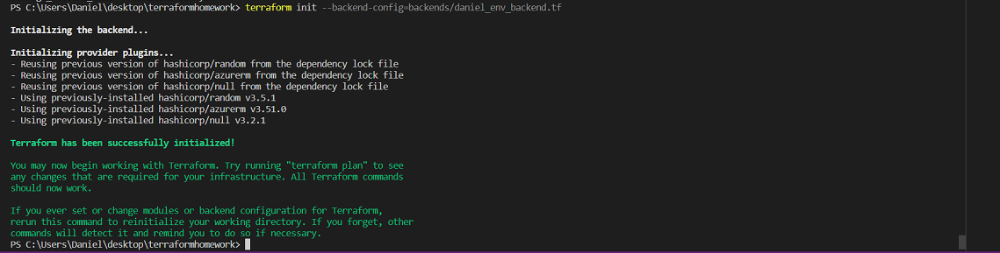 PS C:\Users\Daniel\desktop\terraformhomework> terraform init --backend-config=backends/daniel_env_backend.tf
Initializing the backend...
Initializing provider plugins...
- Reusing previous version of hashicorp/random from the dependency lock file
- Reusing previous version of hashicorp/azurerm from the dependency lock file
- Reusing previous version of hashicorp/null from the dependency lock file
- Using previously-installed hashicorp/random v3.5.1
- Using previously-installed hashicorp/azurerm v3.51.0
- Using previously-installed hashicorp/null v3.2.1
Terraform has been successfully initialized!
You may now begin working with Terraform. Try running "terraform plan" to see
any changes that are required for your infrastructure. All Terraform commands
should now work.
If you ever set or change modules or backend configuration for Terraform,
rerun this command to reinitialize your working directory. If you forget, other
commands will detect it and remind you to do so if necessary.
PS C:\Users\Daniel\desktop\terraformhomework>